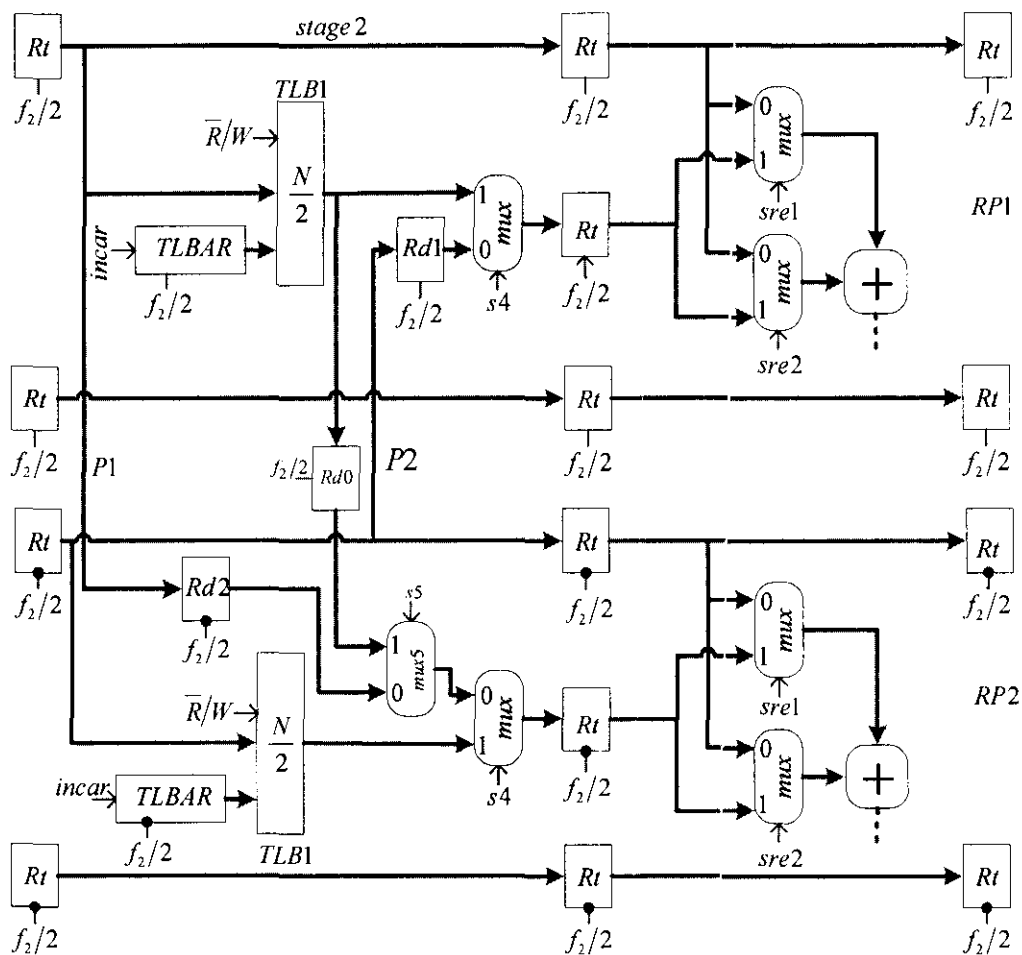 stage 2
Rt Rt Rt
f₂/2 f₂/2 f₂/2
TLB1
R̅/W
N/2
0 mux 1
sre1
RP1
1 mux 0
s4
Rt
f₂/2
Rd1
f₂/2
incar TLBAR
f₂/2
0 mux 1
sre2
+
Rt Rt Rt
f₂/2 f₂/2 f₂/2
P1 P2
f₂/2 Rd0
Rt Rt Rt
f₂/2 f₂/2 f₂/2
Rd2
f₂/2
s5
1 mux5 0
0 mux 1
sre1
RP2
TLB1
R̅/W
N/2
0 mux 1
s4
Rt
f₂/2
incar TLBAR
f₂/2
0 mux 1
sre2
+
Rt Rt Rt
f₂/2 f₂/2 f₂/2